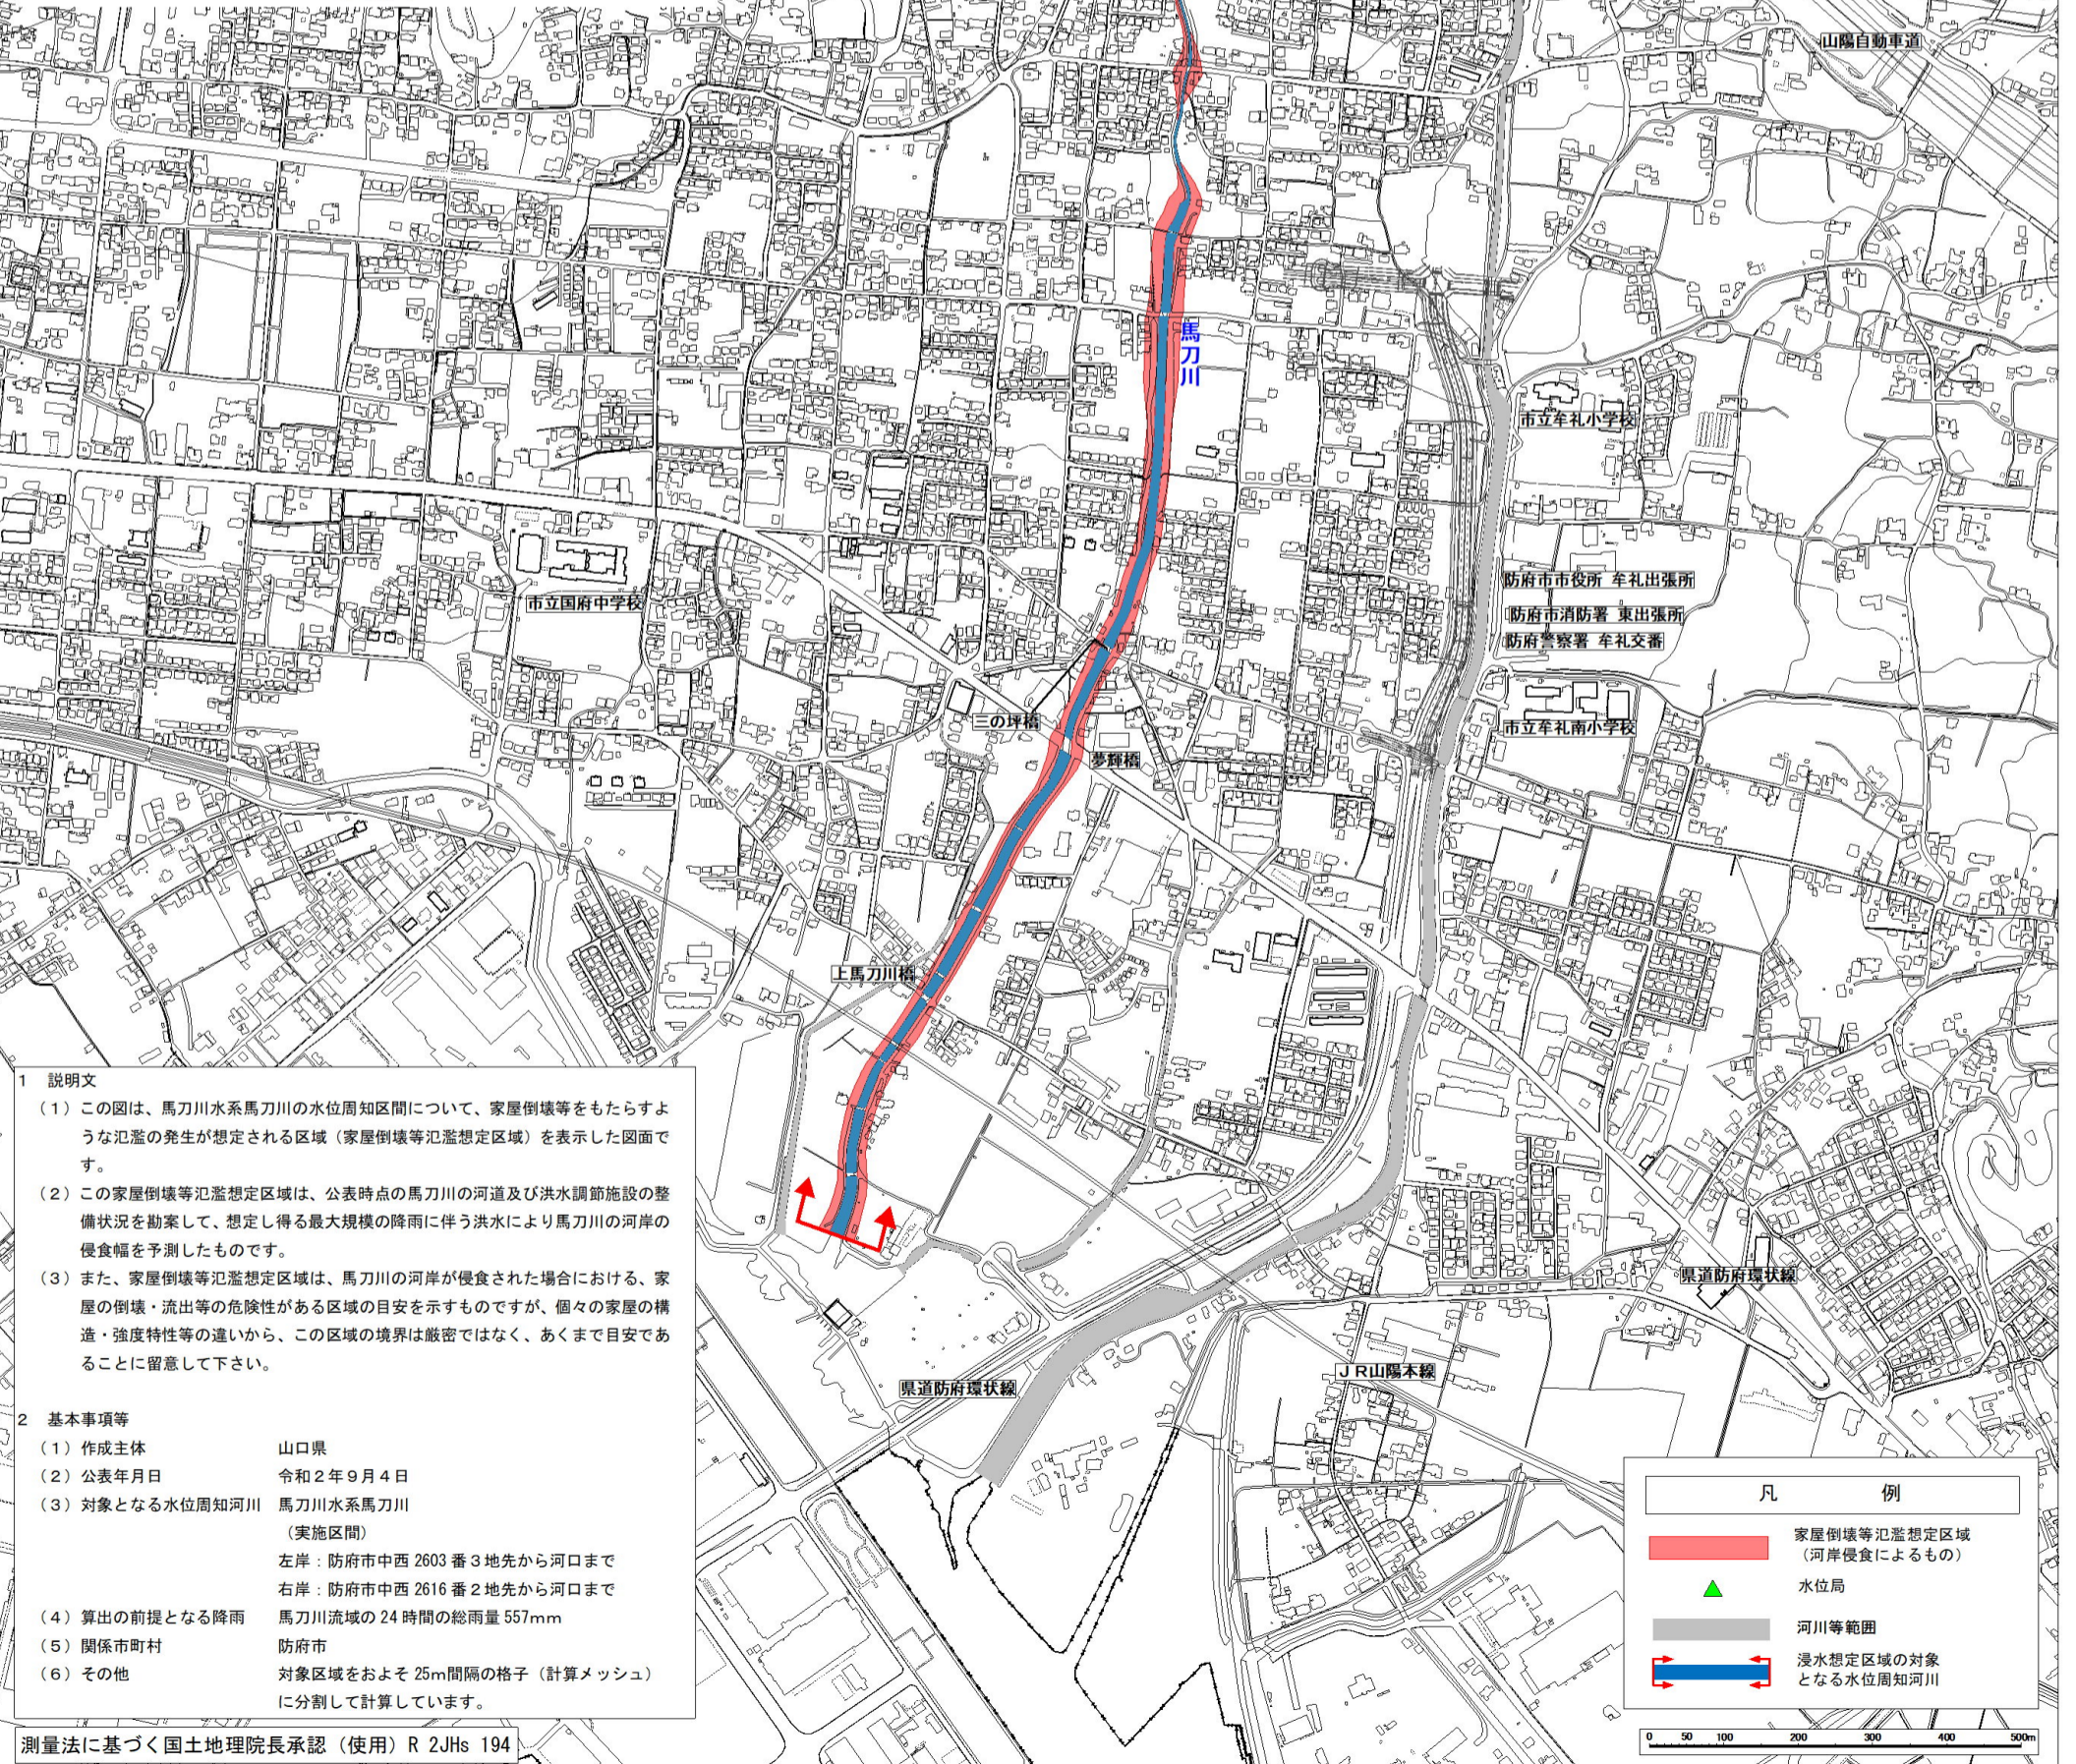 山陽自動車道
馬刀川
市立牟礼小学校
防府市市役所 牟礼出張所
防府市消防署 東出張所
防府警察署 牟礼交番
市立国府中学校
三の坪橋
市立牟礼南小学校
夢輝橋
上馬刀川橋
県道防府環状線
県道防府環状線
JR山陽本線
1 説明文
（1）この図は、馬刀川水系馬刀川の水位周知区間について、家屋倒壊等をもたらすよ
うな氾濫の発生が想定される区域（家屋倒壊等氾濫想定区域）を表示した図面で
す。
（2）この家屋倒壊等氾濫想定区域は、公表時点の馬刀川の河道及び洪水調節施設の整
備状況を勘案して、想定し得る最大規模の降雨に伴う洪水により馬刀川の河岸の
侵食幅を予測したものです。
（3）また、家屋倒壊等氾濫想定区域は、馬刀川の河岸が侵食された場合における、家
屋の倒壊・流出等の危険性がある区域の目安を示すものですが、個々の家屋の構
造・強度特性等の違いから、この区域の境界は厳密ではなく、あくまで目安であ
ることに留意して下さい。
2 基本事項等
（1）作成主体 山口県
（2）公表年月日 令和２年９月４日
（3）対象となる水位周知河川 馬刀川水系馬刀川
（実施区間）
左岸：防府市中西 2603 番３地先から河口まで
右岸：防府市中西 2616 番２地先から河口まで
（4）算出の前提となる降雨 馬刀川流域の 24 時間の総雨量 557mm
（5）関係市町村 防府市
（6）その他 対象区域をおよそ 25m間隔の格子（計算メッシュ）
に分割して計算しています。
測量法に基づく国土地理院長承認（使用）R 2JHs 194
凡 例
家屋倒壊等氾濫想定区域
（河岸侵食によるもの）
水位局
河川等範囲
浸水想定区域の対象
となる水位周知河川
0 50 100 200 300 400 500m